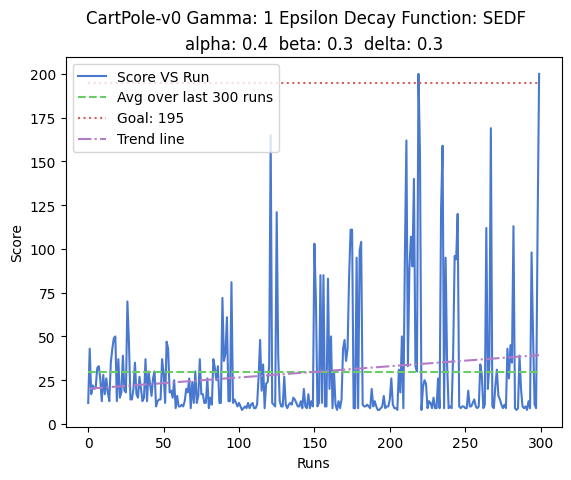 CartPole-v0 Gamma: 1 Epsilon Decay Function: SEDF
alpha: 0.4 beta: 0.3 delta: 0.3
Score VS Run
Avg over last 300 runs
Goal: 195
Trend line
200
175
150
125
100
75
50
25
0
Score
0 50 100 150 200 250 300
Runs